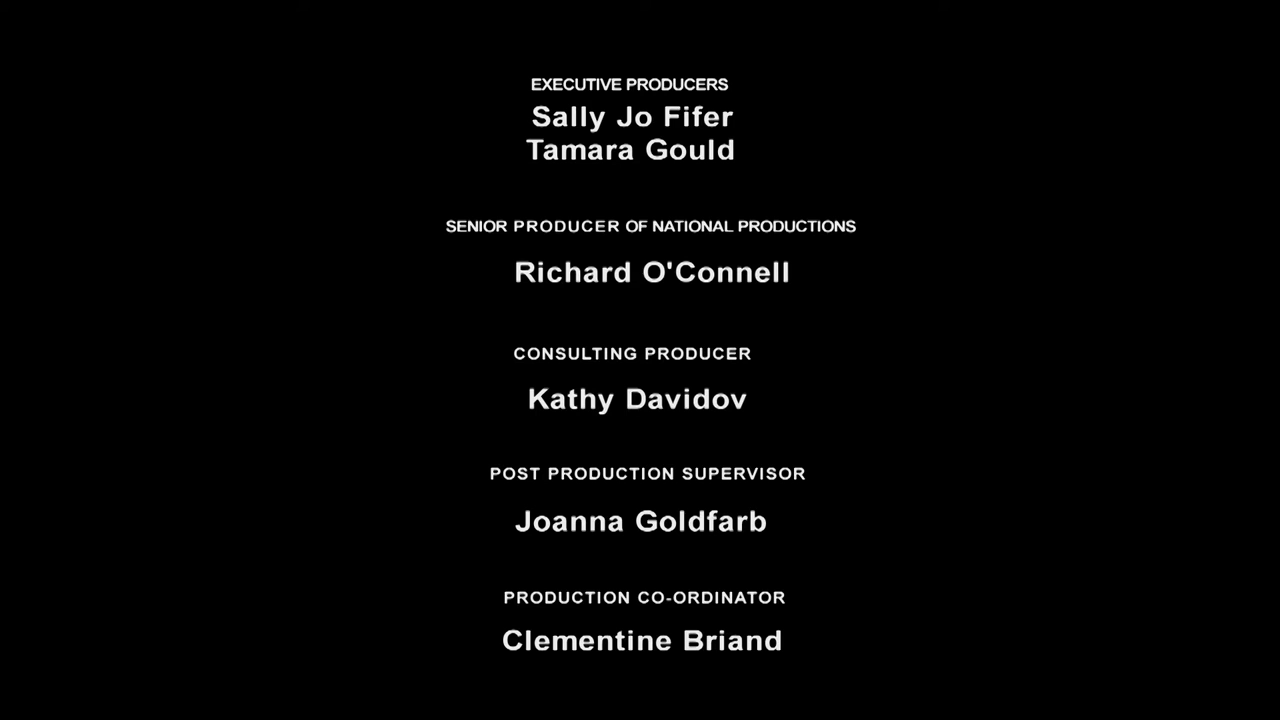 EXECUTIVE PRODUCERS
Sally Jo Fifer
Tamara Gould
SENIOR PRODUCER OF NATIONAL PRODUCTIONS
Richard O'Connell
CONSULTING PRODUCER
Kathy Davidov
POST PRODUCTION SUPERVISOR
Joanna Goldfarb
PRODUCTION CO-ORDINATOR
Clementine Briand